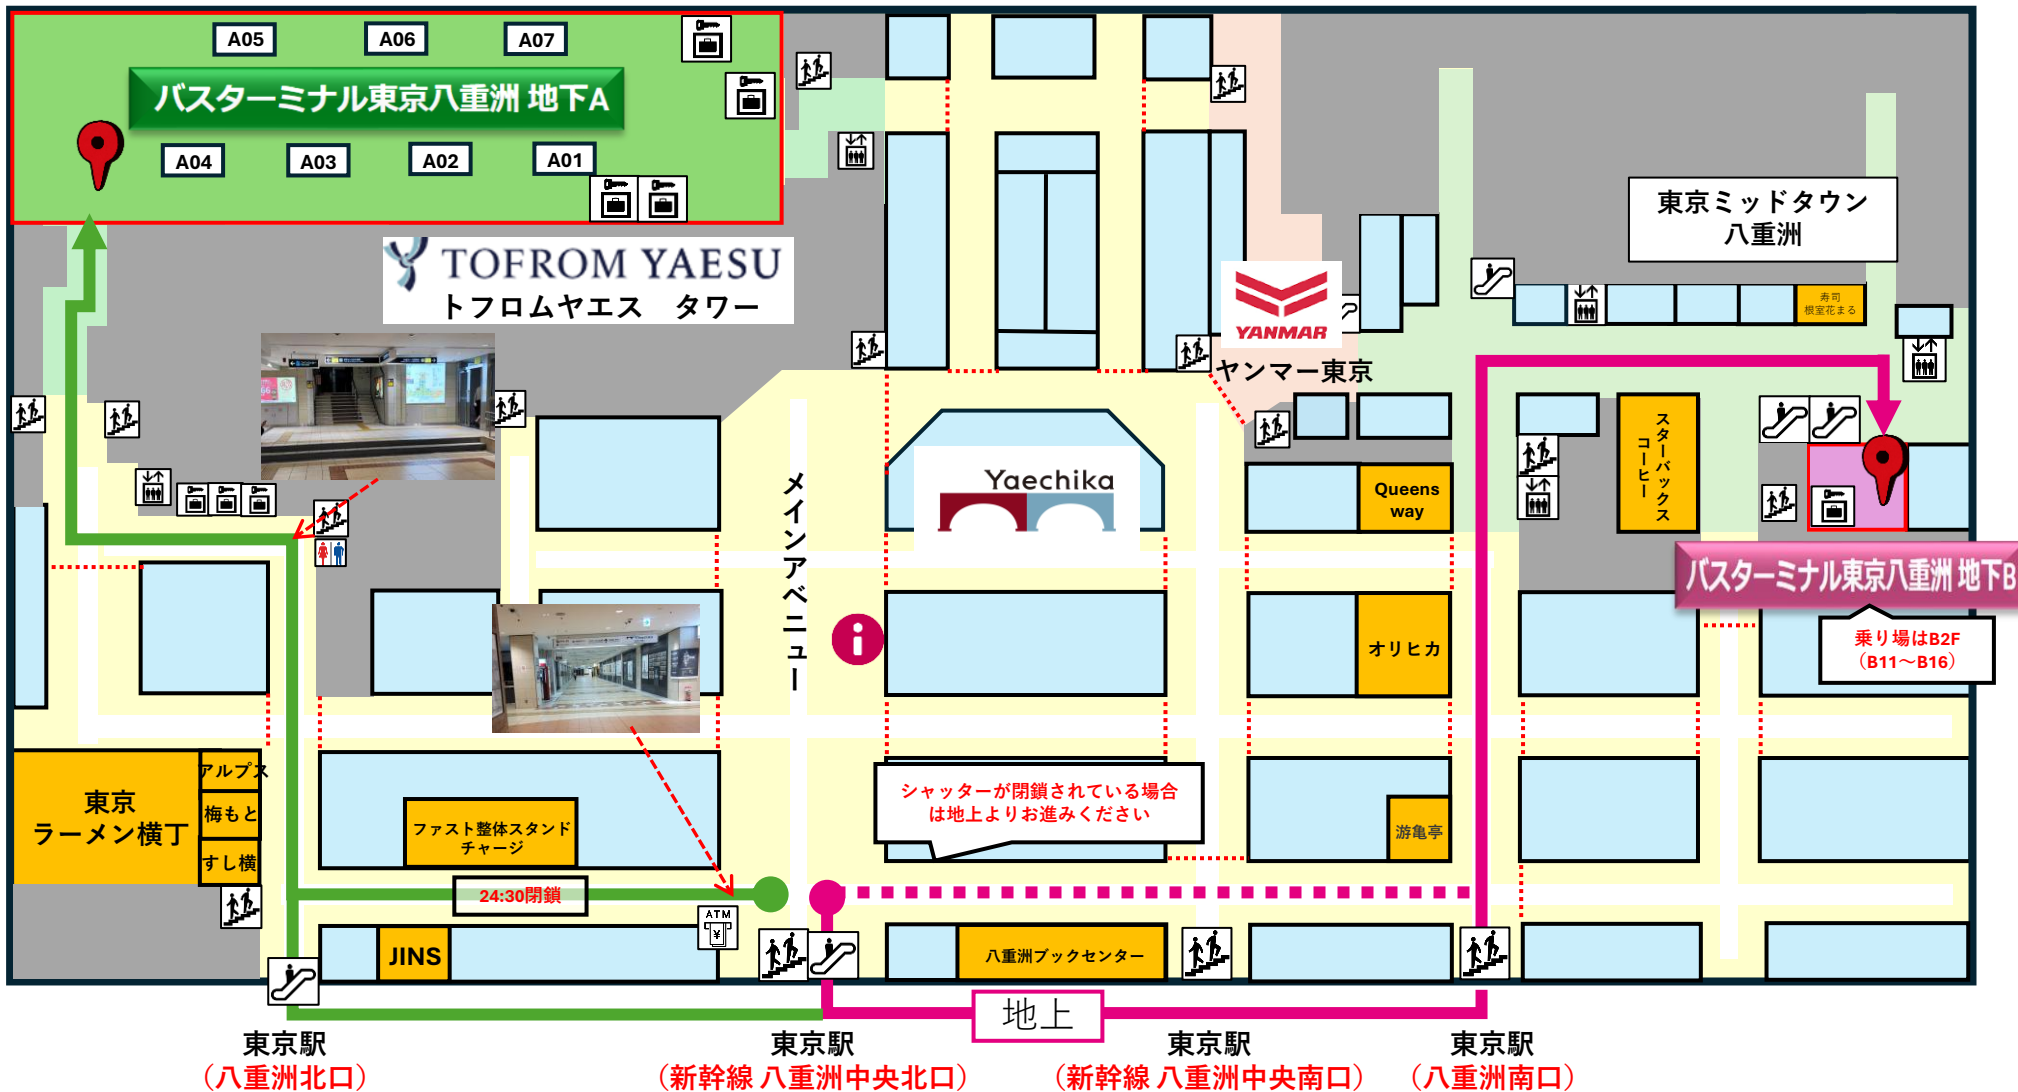 A05
A06
A07
バスターミナル東京八重洲 地下A
A04
A03
A02
A01
TOFROM YAESU
トフロムヤエス タワー
YANMAR
ヤンマー東京
東京ミッドタウン
八重洲
寿司
根室花まる
スターバックス
コーヒー
Queens
way
Yaechika
メインアベニュー
i
バスターミナル東京八重洲 地下B
乗り場はB2F
（B11～B16）
オリヒカ
東京
ラーメン横丁
アルプス
梅もと
すし横
ファスト整体スタンド
チャージ
シャッターが閉鎖されている場合
は地上よりお進みください
游亀亭
24:30閉鎖
ATM
¥
JINS
八重洲ブックセンター
地上
東京駅
（八重洲北口）
東京駅
（新幹線 八重洲中央北口）
東京駅
（新幹線 八重洲中央南口）
東京駅
（八重洲南口）